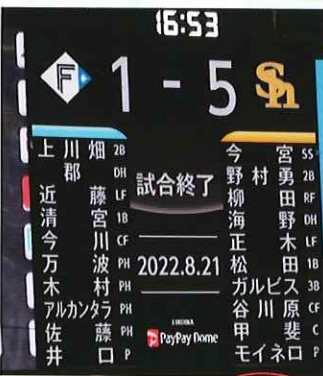 16:53
F 1 - 5 Sh
上川畑 2B
郡 DH
近藤 LF
清宮 1B
今川 CF
万波 PH
木村 PH
アルカンタラ PH
佐藤 PH
井口 P
試合終了
2022.8.21
FUKUOKA
PayPay Dome
今宮 SS
野村勇 2B
柳田 RF
海野 DH
正木 LF
松田 1B
ガルビス 3B
谷川原 CF
甲斐 C
モイネロ P